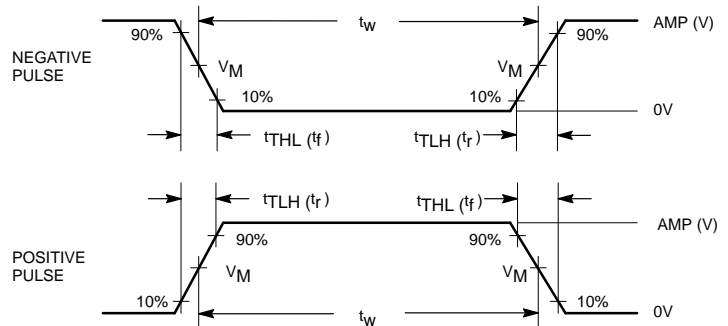 t_W
AMP (V)
90%
90%
NEGATIVE
PULSE
V_M
V_M
10%
10%
0V
t_THL (t_f)
t_TLH (t_r)
t_TLH (t_r)
t_THL (t_f)
AMP (V)
90%
90%
POSITIVE
PULSE
V_M
V_M
10%
10%
t_W
0V